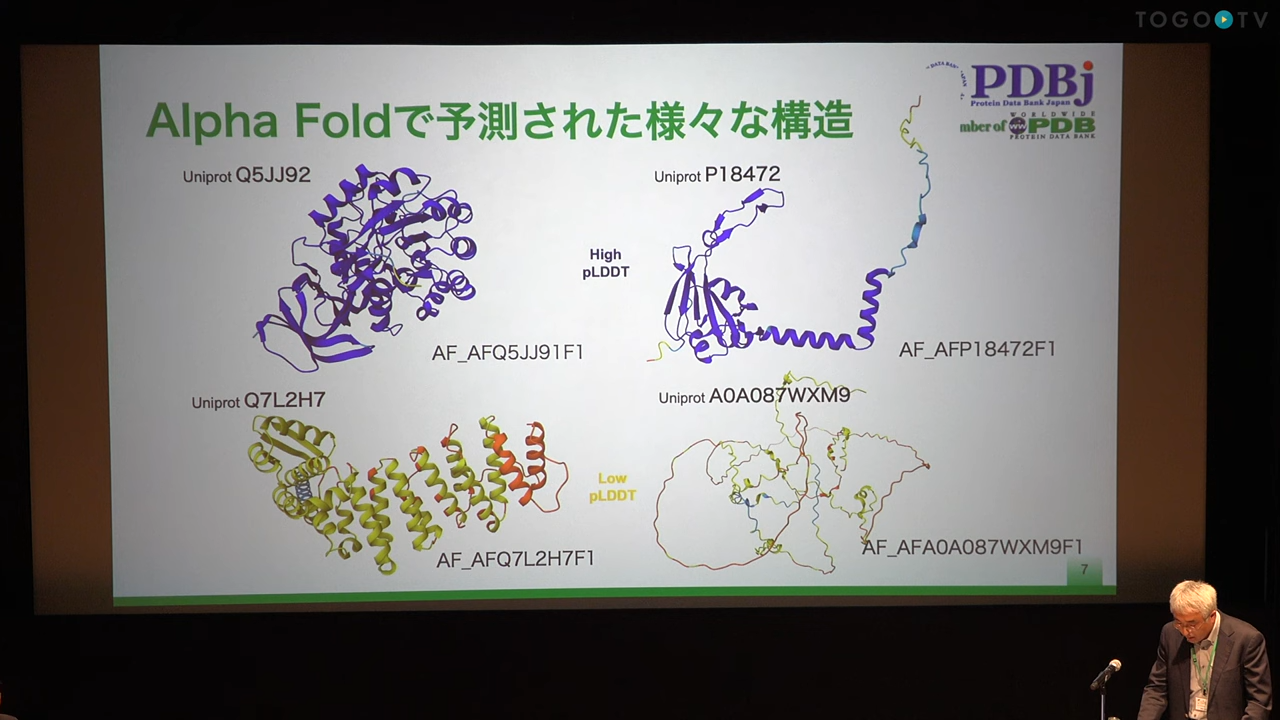 TOGO TV
PDBj
Protein Data Bank Japan
WORLDWIDE
mber of wwPDB
PROTEIN DATA BANK
Alpha Foldで予測された様々な構造
Uniprot Q5JJ92
Uniprot P18472
High
pLDDT
AF_AFQ5JJ91F1
AF_AFP18472F1
Uniprot Q7L2H7
Uniprot A0A087WXM9
Low
pLDDT
AF_AFQ7L2H7F1
AF_AFA0A087WXM9F1
7